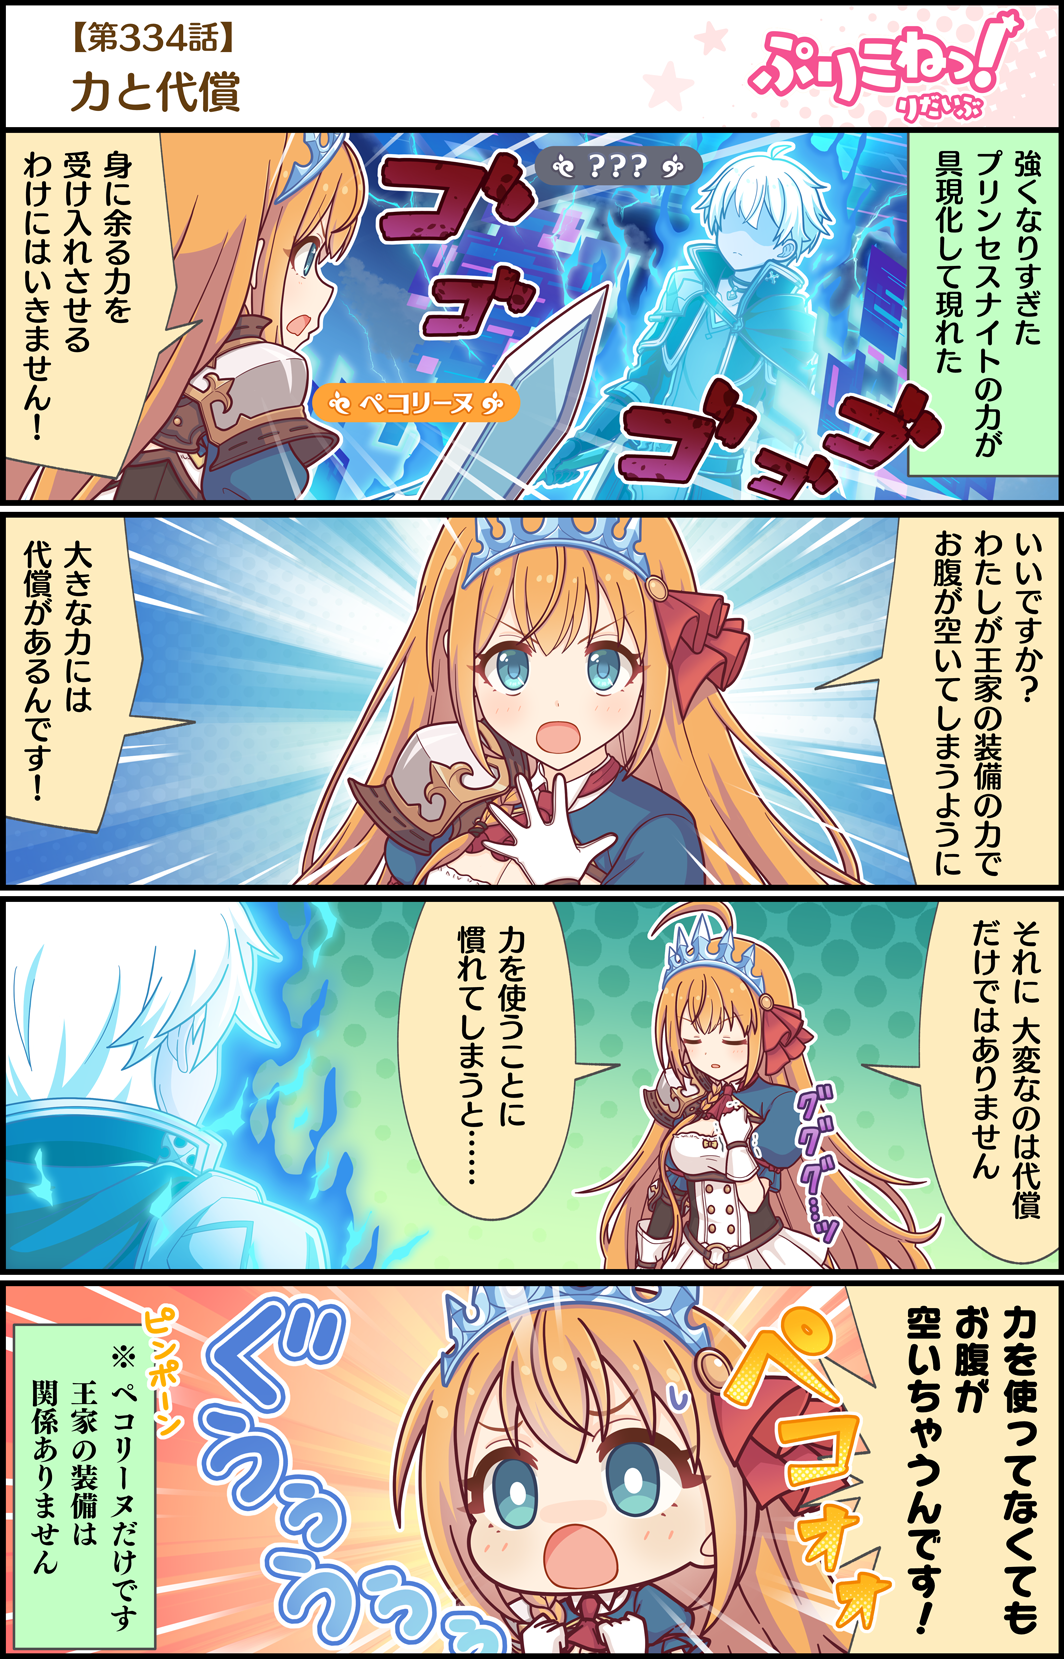 【第334話】
力と代償
ぷりこねっ!
りだいぶ
強くなりすぎた
プリンセスナイトの力が
具現化して現れた
???
ゴゴ
ゴゴゴ
ペコリーヌ
身に余る力を
受け入れさせる
わけにはいきません!
いいですか?
わたしが王家の装備の力で
お腹が空いてしまうように
大きな力には
代償があるんです!
それに 大変なのは代償
だけではありません
ググググ…ッ
力を使うことに
慣れてしまうと……
力を使ってなくても
お腹が
空いちゃうんです!
ペコォォ
ぐぅうぅうぅぅ
ピンポーン
※ ペコリーヌだけです
王家の装備は
関係ありません